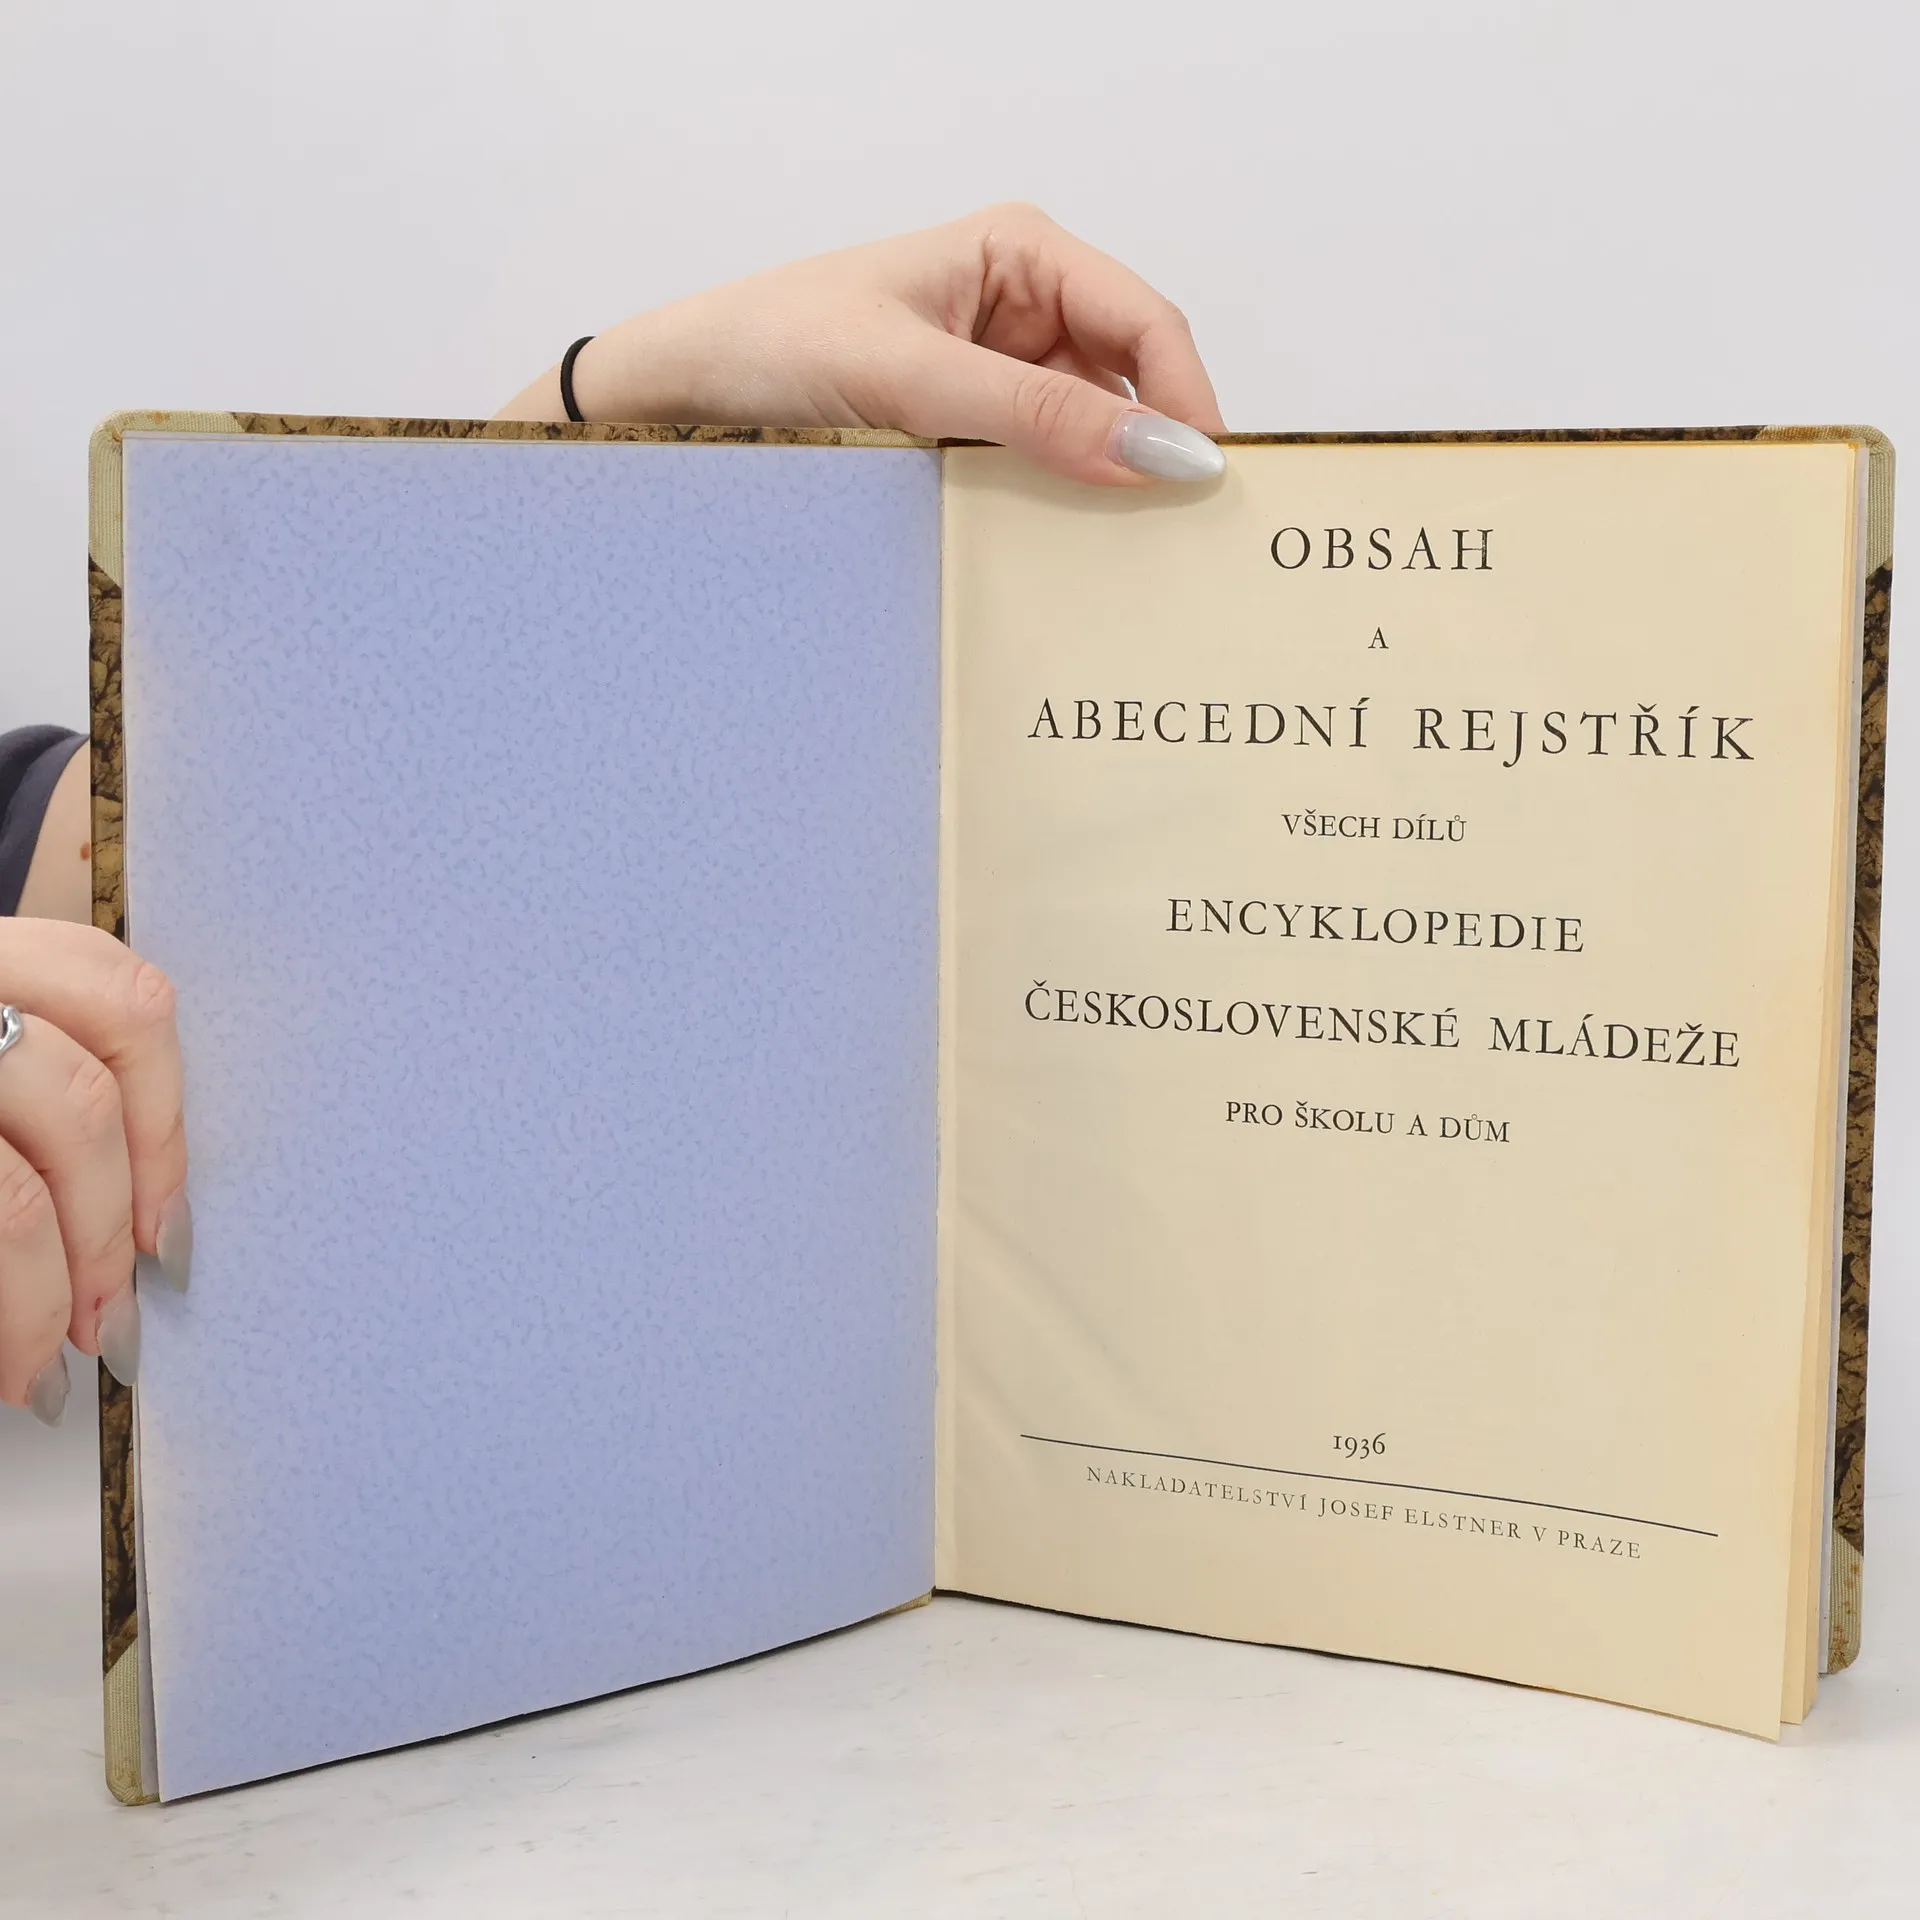 OBSAH
A
ABECEDNÍ REJSTŘÍK
VŠECH DÍLŮ
ENCYKLOPEDIE
ČESKOSLOVENSKÉ MLÁDEŽE
PRO ŠKOLU A DŮM
1936
NAKLADATELSTVÍ JOSEF ELSTNER V PRAZE